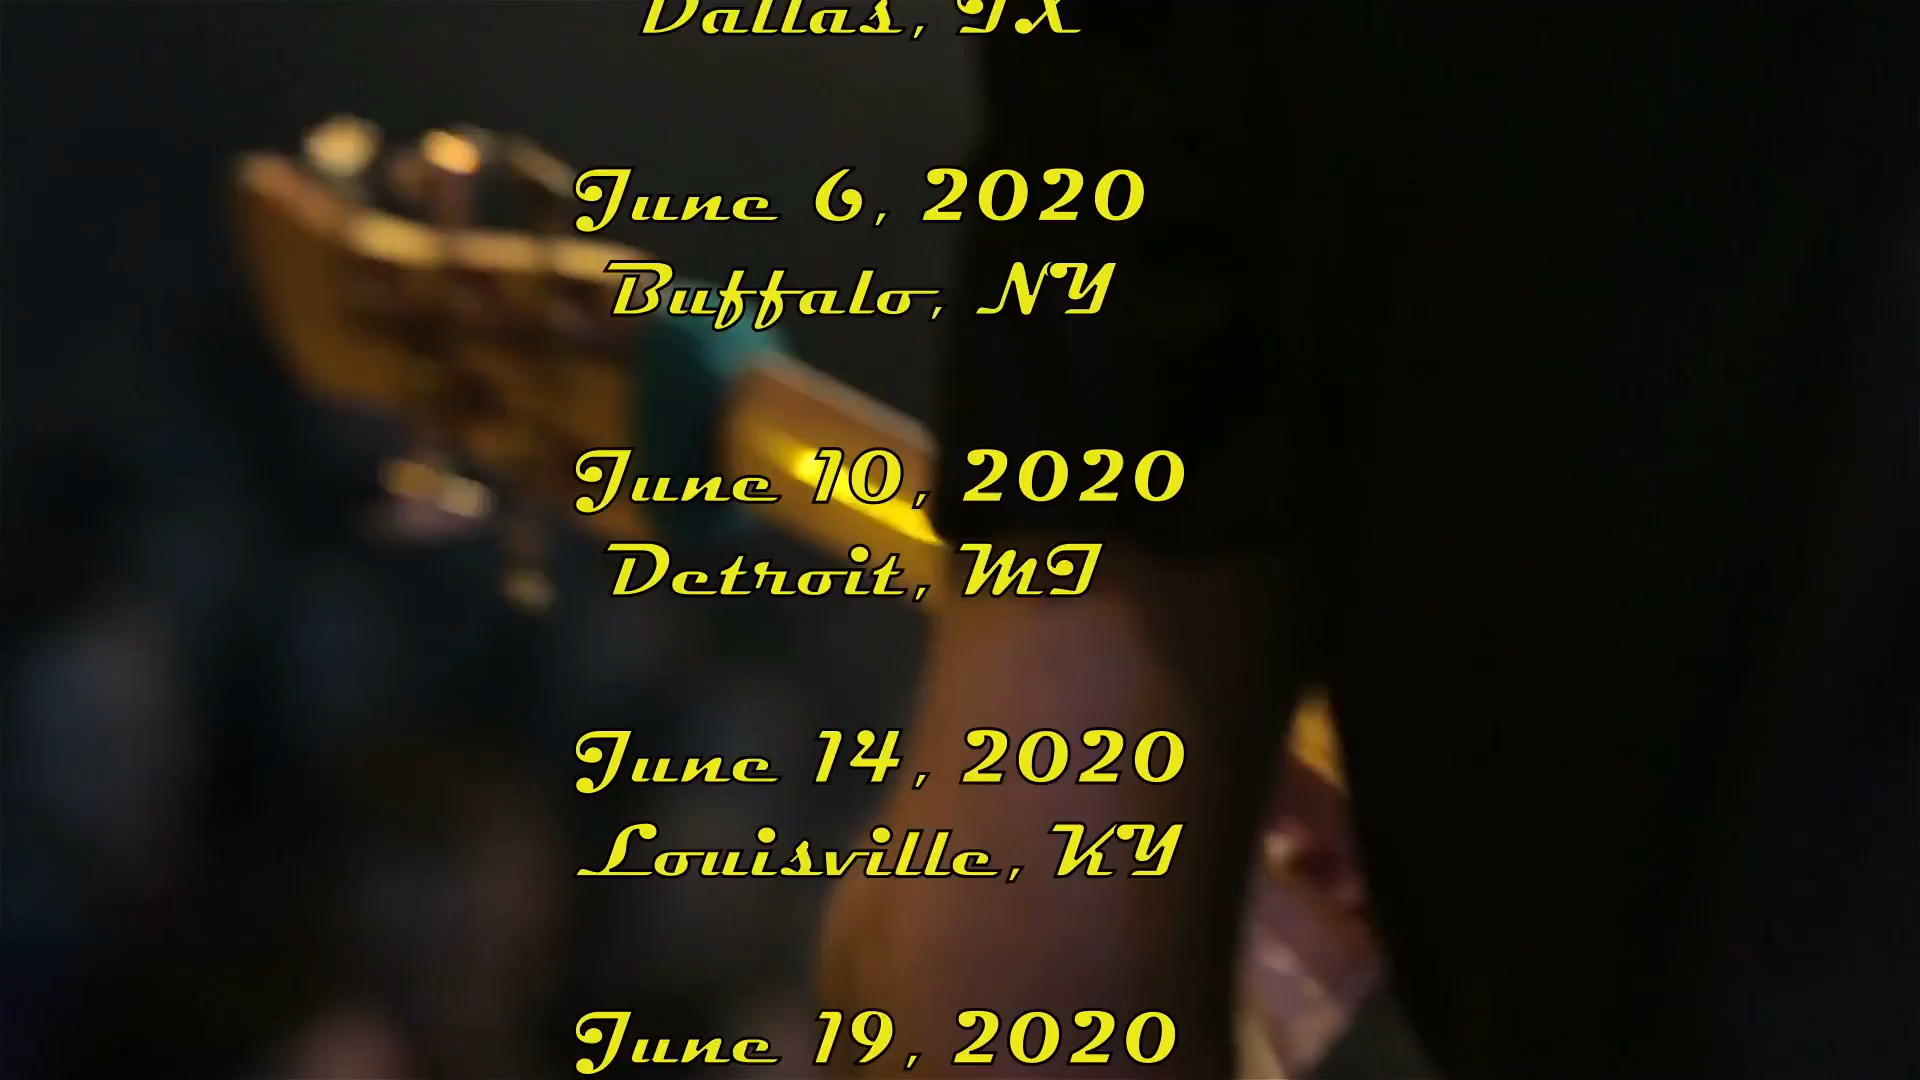 Dallas, TX
June 6, 2020
Buffalo, NY
June 10, 2020
Detroit, MI
June 14, 2020
Louisville, KY
June 19, 2020